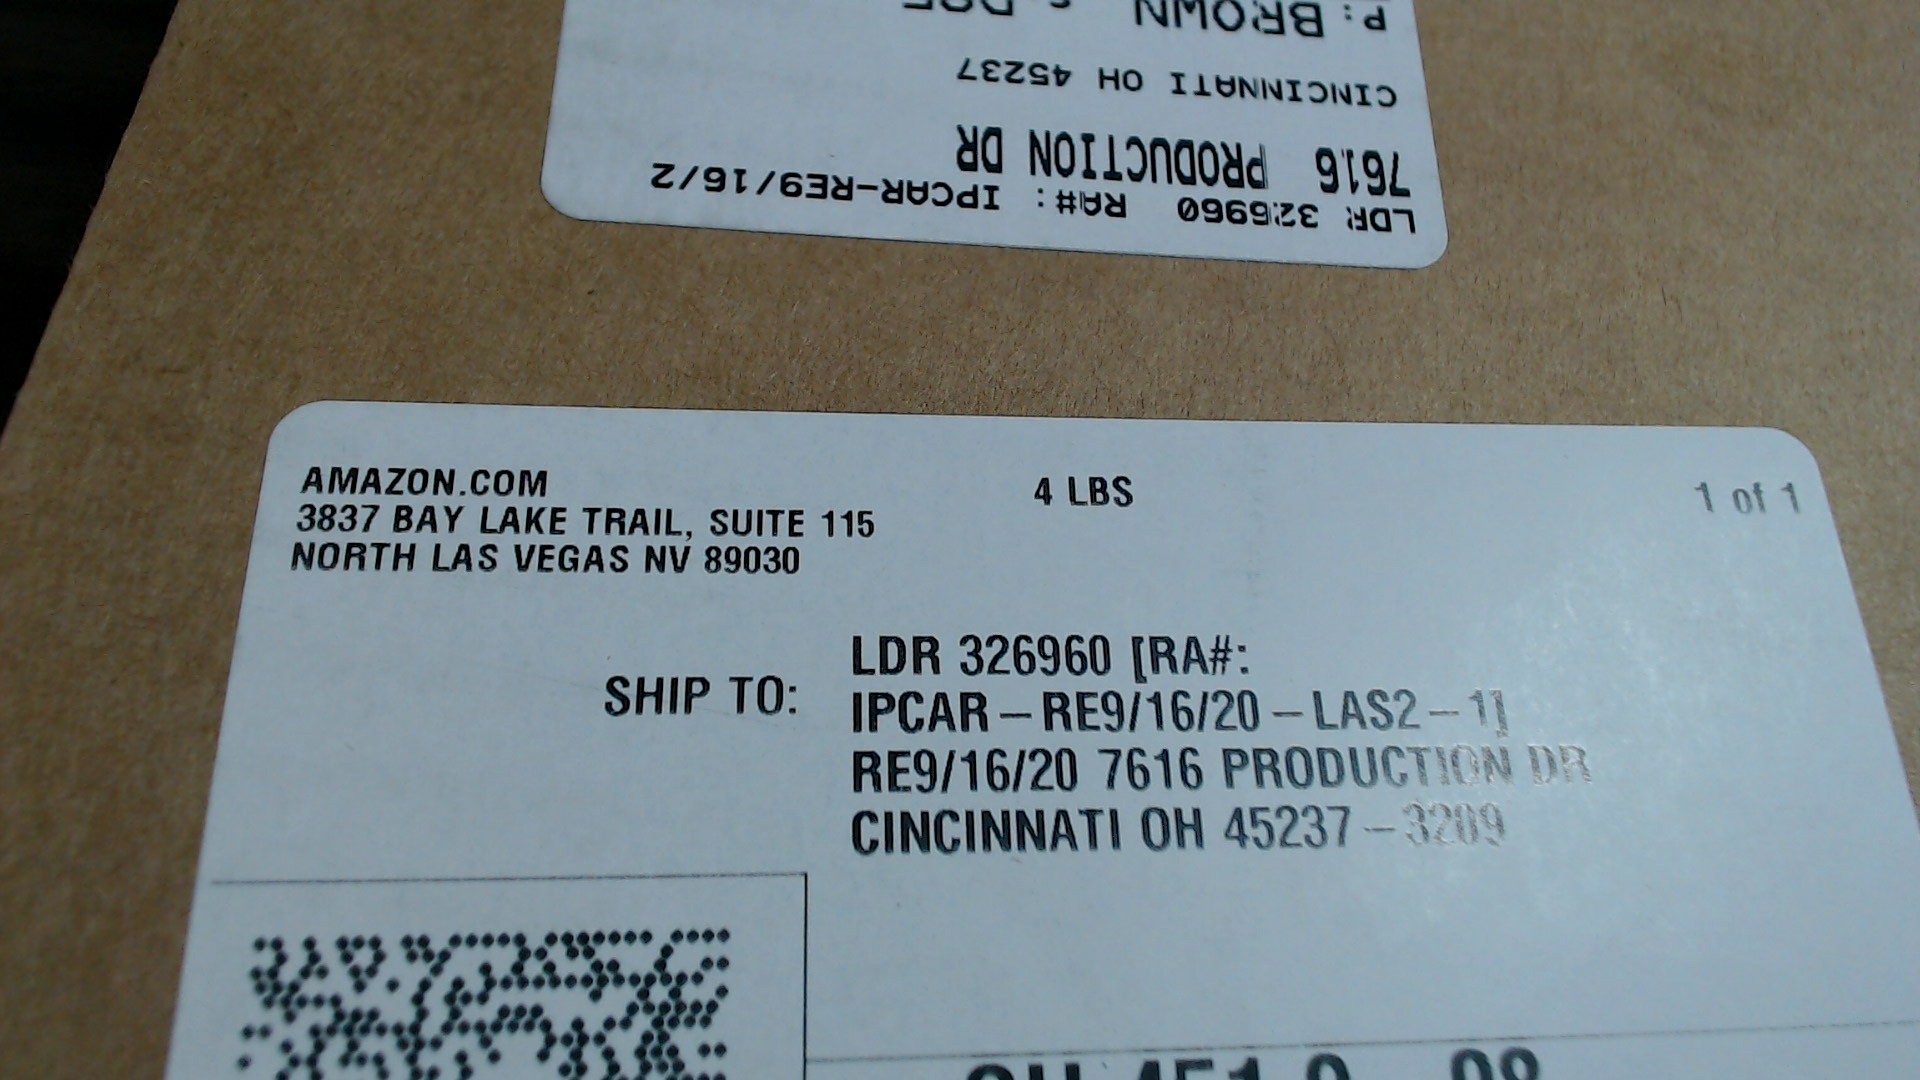 AMAZON.COM
3837 BAY LAKE TRAIL, SUITE 115
NORTH LAS VEGAS NV 89030
4 LBS
1 of 1
SHIP TO:
LDR 326960 [RA#:
IPCAR-RE9/16/20-LAS2-1]
RE9/16/20 7616 PRODUCTION DR
CINCINNATI OH 45237-3209
LDR 326960 RA#: IPCAR-RE9/16/2
7616 PRODUCTION DR
CINCINNATI OH 45237
P: BROWN